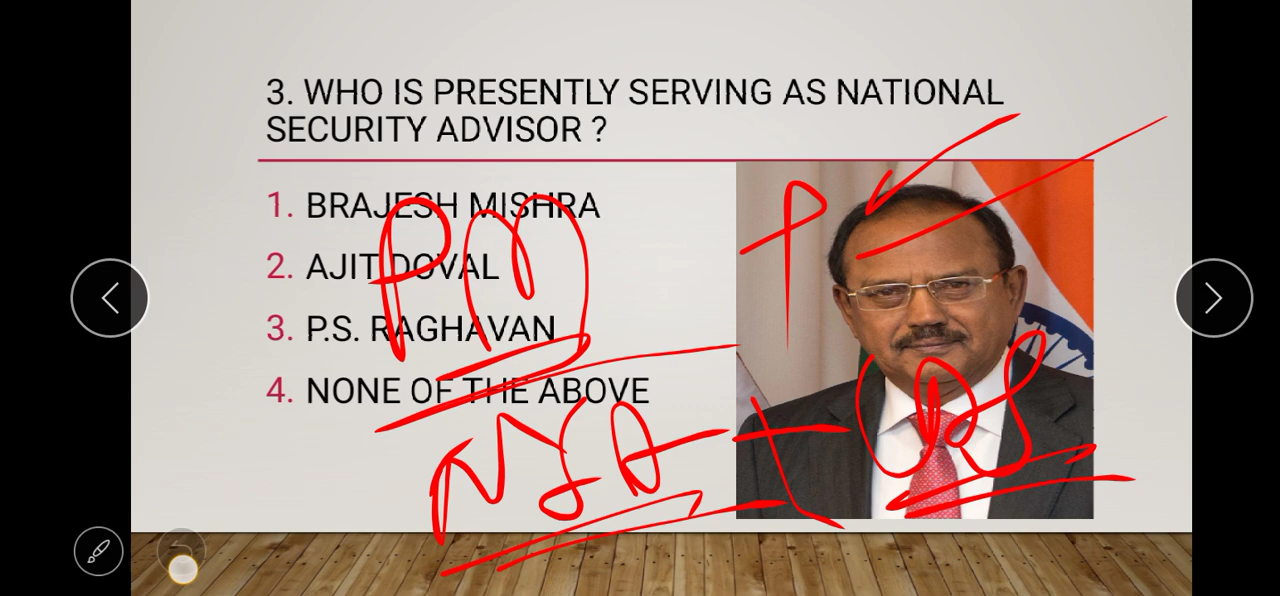 3. WHO IS PRESENTLY SERVING AS NATIONAL
SECURITY ADVISOR ?
1. BRAJESH MISHRA
2. AJIT DOVAL
3. P.S. RAGHAVAN
4. NONE OF THE ABOVE
PM
P
NSA